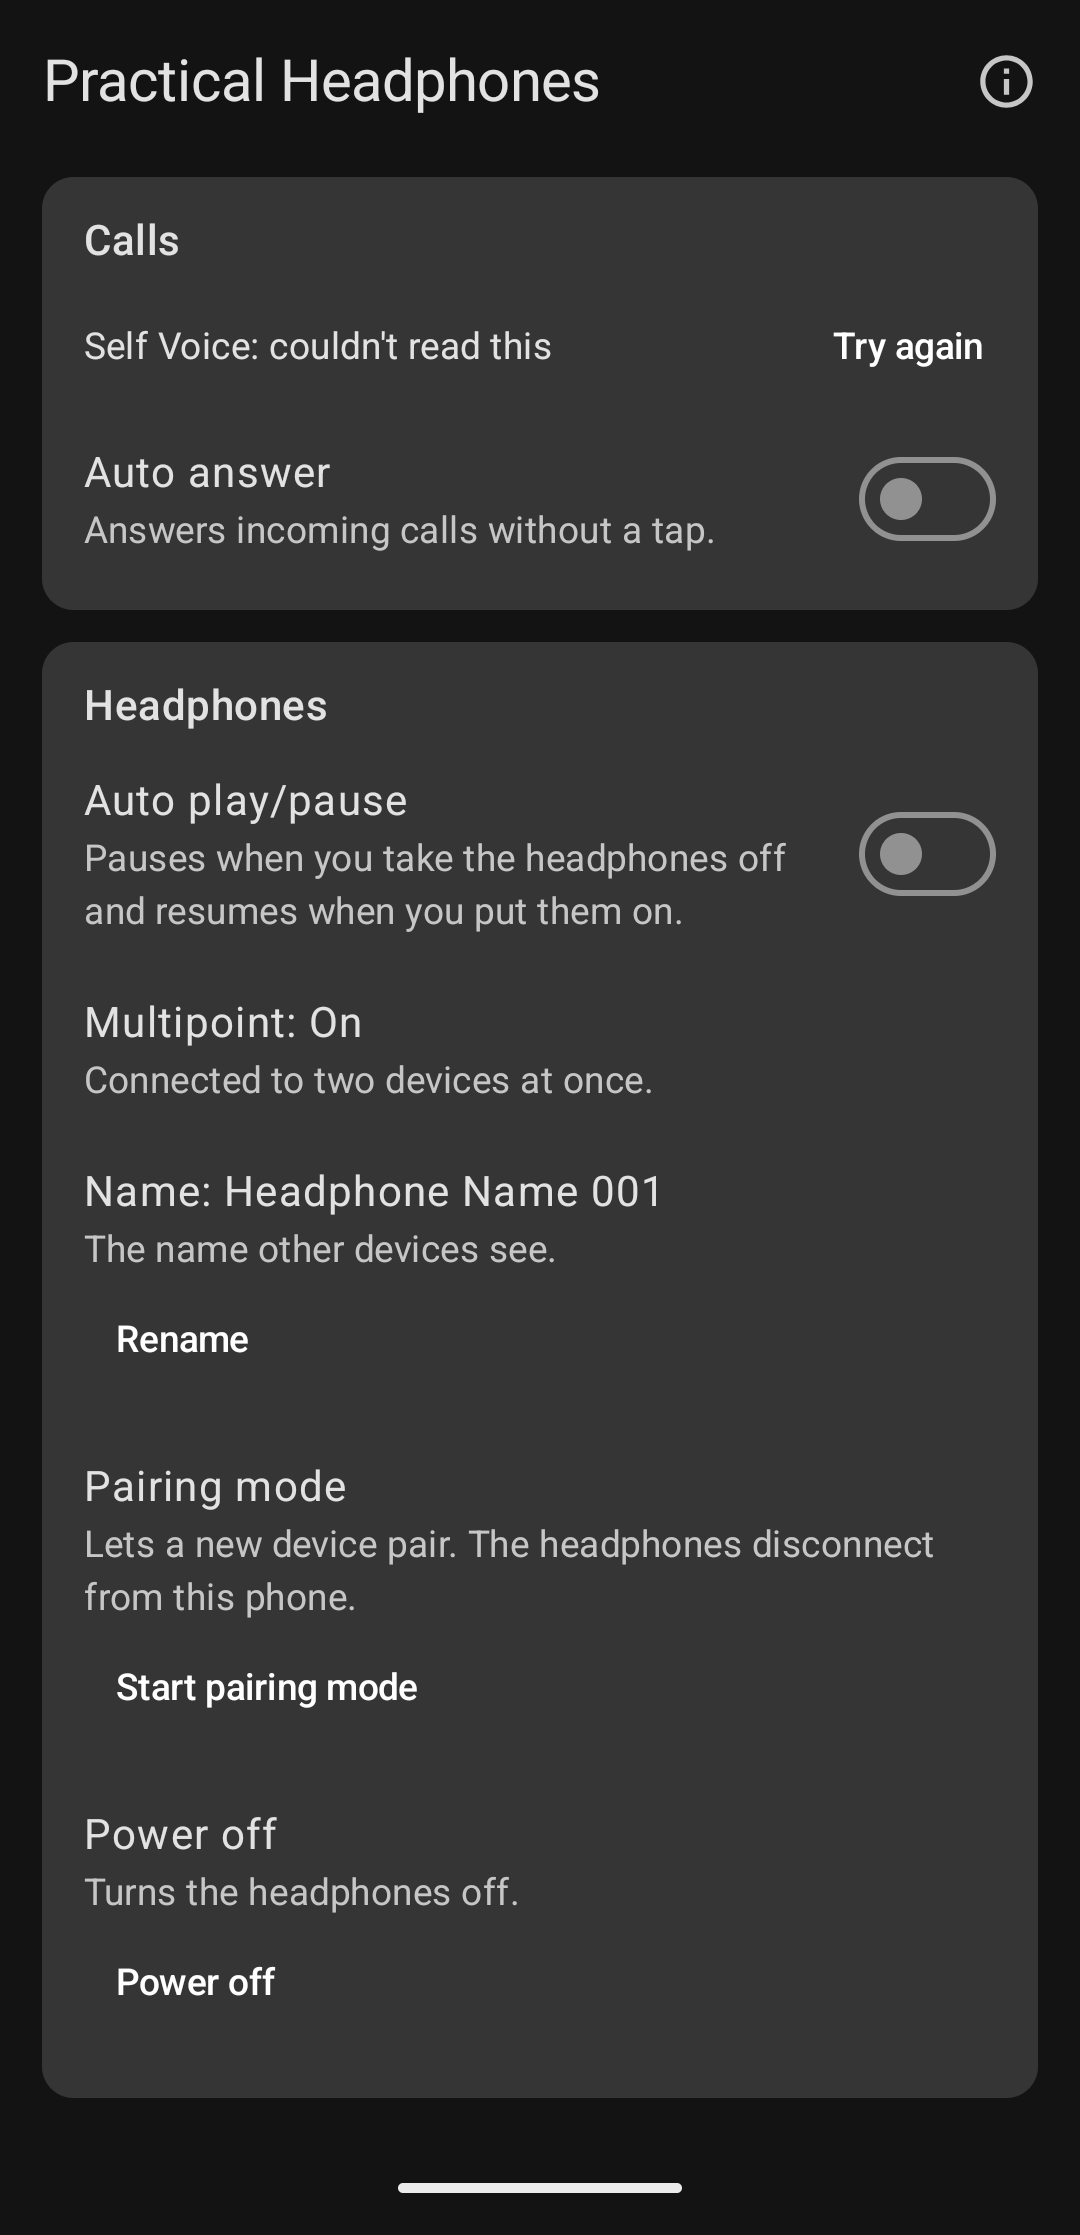 Practical Headphones
Calls
Self Voice: couldn't read this
Try again
Auto answer
Answers incoming calls without a tap.
Headphones
Auto play/pause
Pauses when you take the headphones off
and resumes when you put them on.
Multipoint: On
Connected to two devices at once.
Name: Headphone Name 001
The name other devices see.
Rename
Pairing mode
Lets a new device pair. The headphones disconnect
from this phone.
Start pairing mode
Power off
Turns the headphones off.
Power off